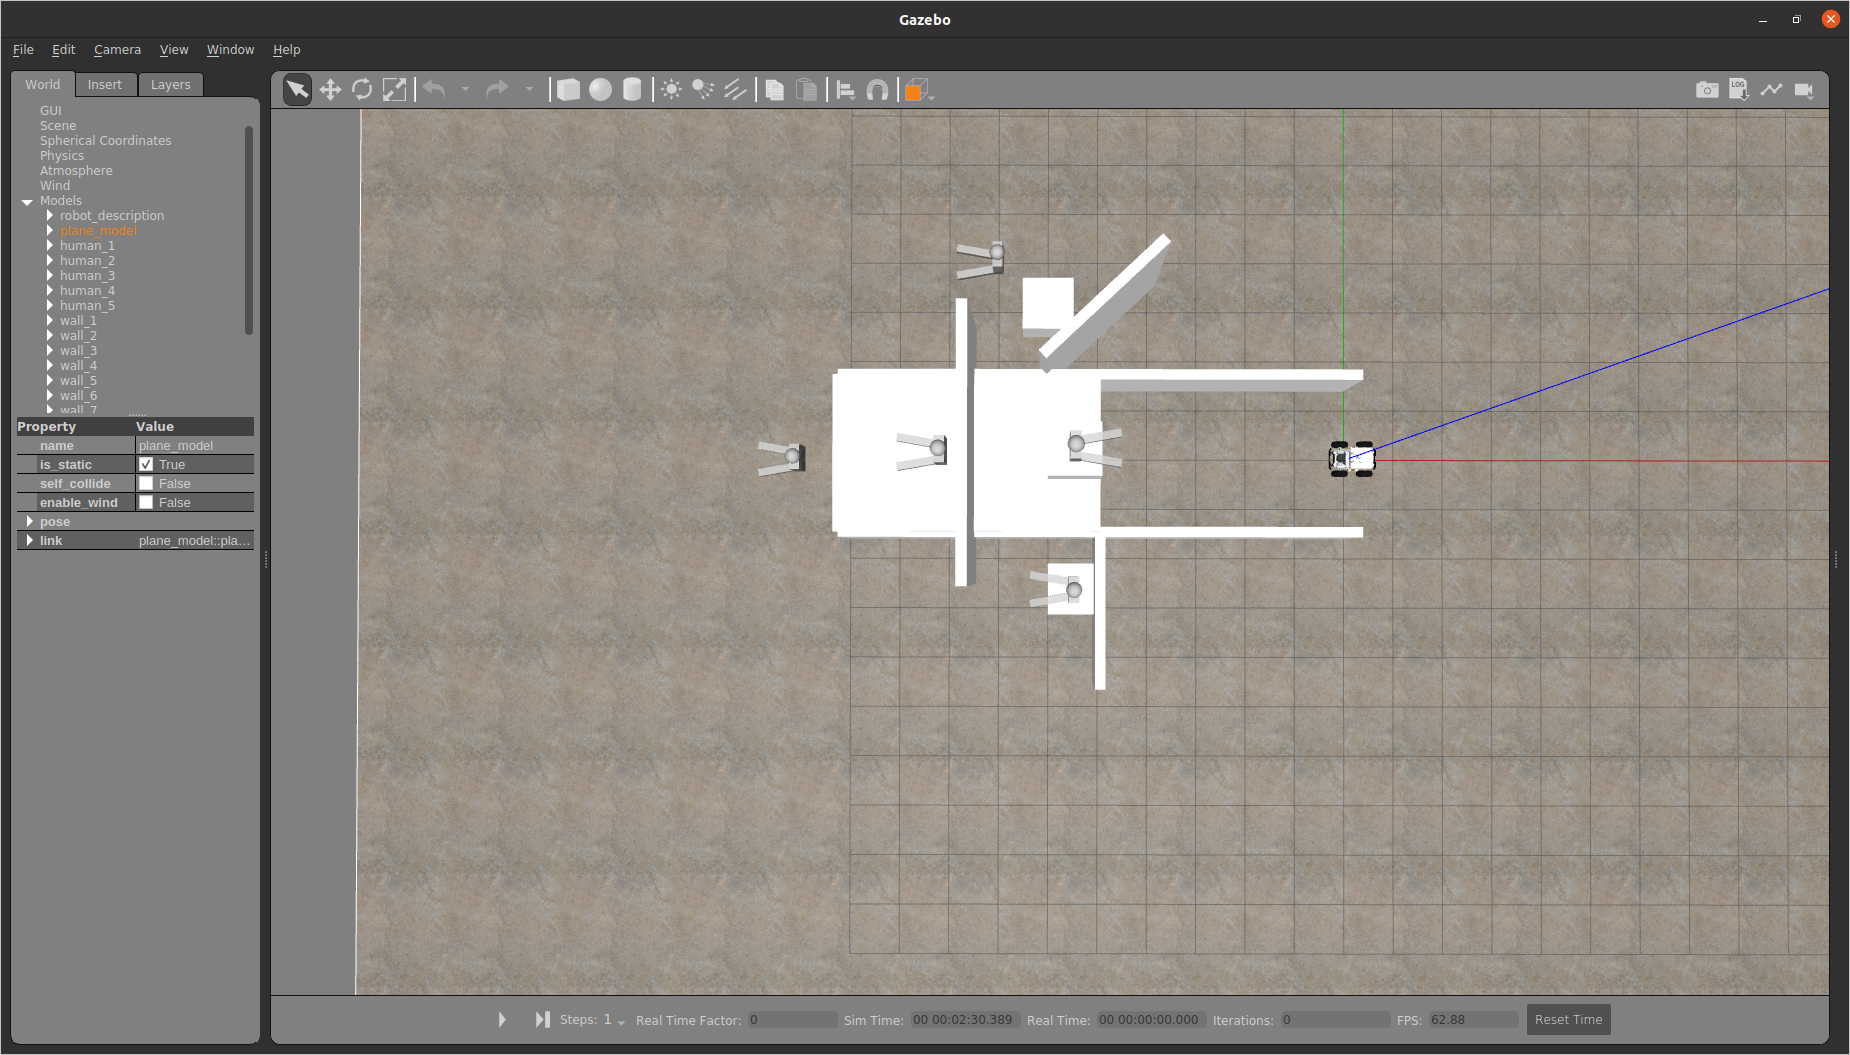 Gazebo
File Edit Camera View Window Help
World Insert Layers
LOG
GUI
Scene
Spherical Coordinates
Physics
Atmosphere
Wind
Models
robot_description
plane_model
human_1
human_2
human_3
human_4
human_5
wall_1
wall_2
wall_3
wall_4
wall_5
wall_6
wall_7
Property Value
name plane_model
is_static True
self_collide False
enable_wind False
pose
link plane_model::pla...
Steps: 1 Real Time Factor: 0 Sim Time: 00 00:02:30.389 Real Time: 00 00:00:00.000 Iterations: 0 FPS: 62.88 Reset Time